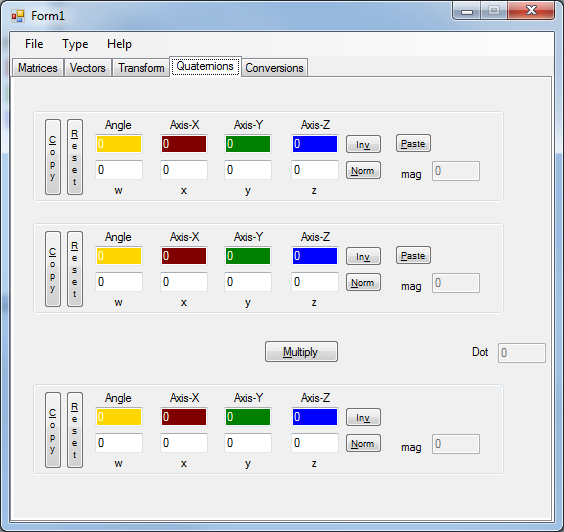 Form1
File Type Help
Matrices Vectors Transform Quaternions Conversions
Angle Axis-X Axis-Y Axis-Z
Copy Reset 0 0 0 0 Inv Paste
0 0 0 0 Norm mag 0
w x y z
Angle Axis-X Axis-Y Axis-Z
Copy Reset 0 0 0 0 Inv Paste
0 0 0 0 Norm mag 0
w x y z
Multiply Dot 0
Angle Axis-X Axis-Y Axis-Z
Copy Reset 0 0 0 0 Inv
0 0 0 0 Norm mag 0
w x y z